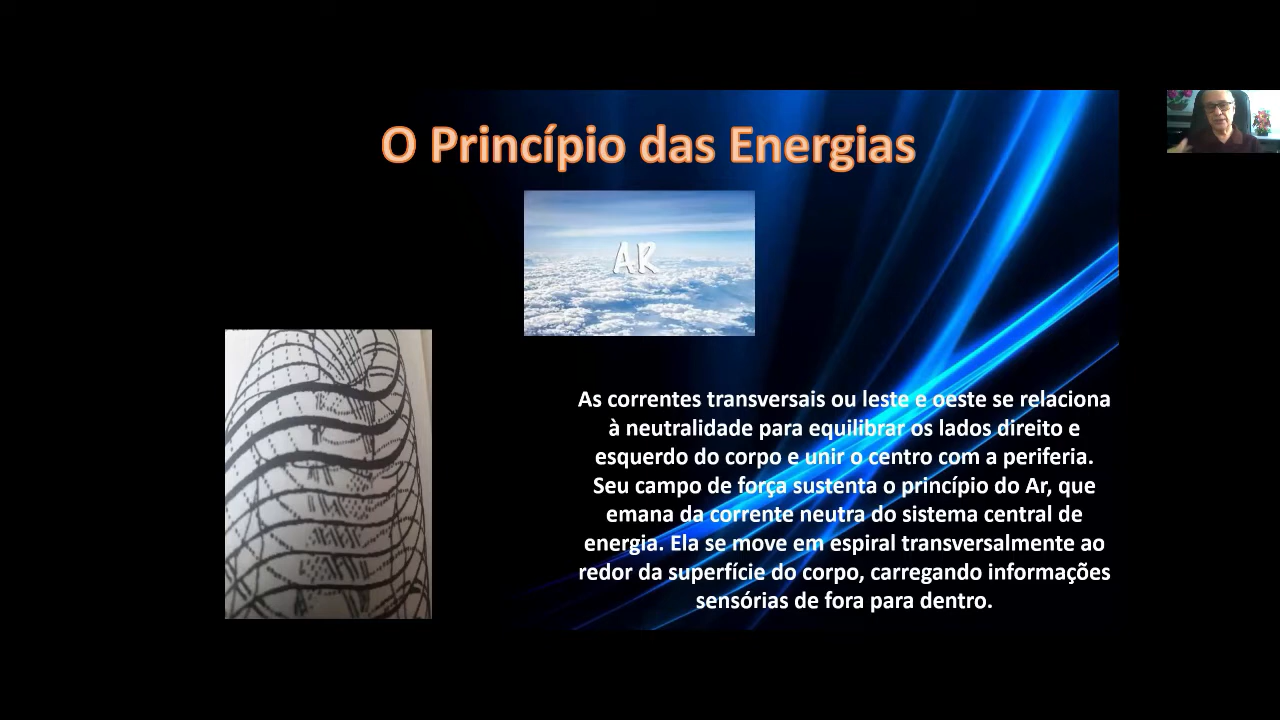 O Princípio das Energias
AR
As correntes transversais ou leste e oeste se relaciona
à neutralidade para equilibrar os lados direito e
esquerdo do corpo e unir o centro com a periferia.
Seu campo de força sustenta o princípio do Ar, que
emana da corrente neutra do sistema central de
energia. Ela se move em espiral transversalmente ao
redor da superfície do corpo, carregando informações
sensórias de fora para dentro.